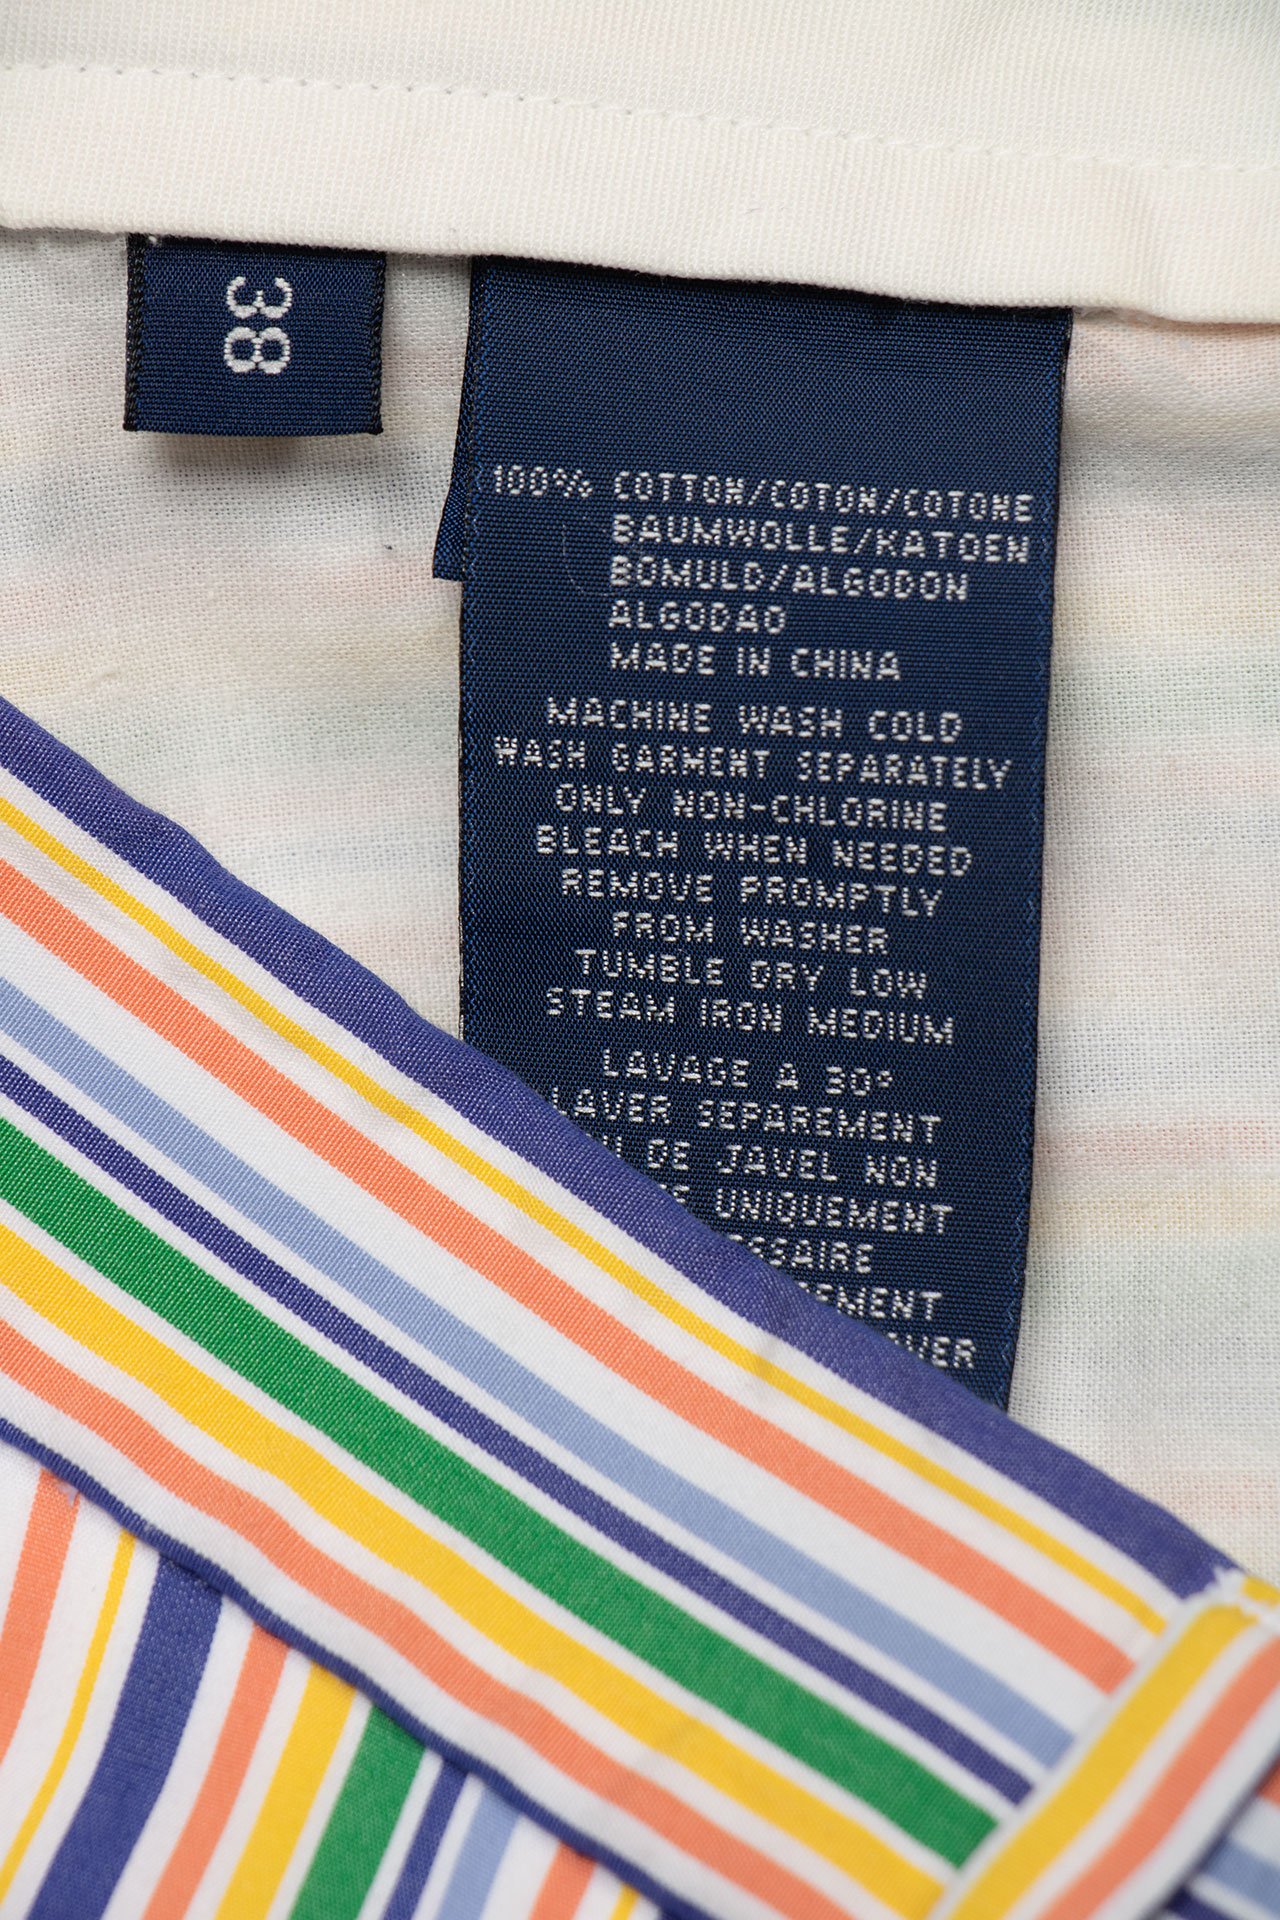 38
100% COTTON/COTON/COTONE
BAUMWOLLE/KATOEN
BOMULD/ALGODON
ALGODAO
MADE IN CHINA
MACHINE WASH COLD
WASH GARMENT SEPARATELY
ONLY NON-CHLORINE
BLEACH WHEN NEEDED
REMOVE PROMPTLY
FROM WASHER
TUMBLE DRY LOW
STEAM IRON MEDIUM
LAVAGE A 30°
LAVER SEPAREMENT
DE JAVEL NON
UNIQUEMENT